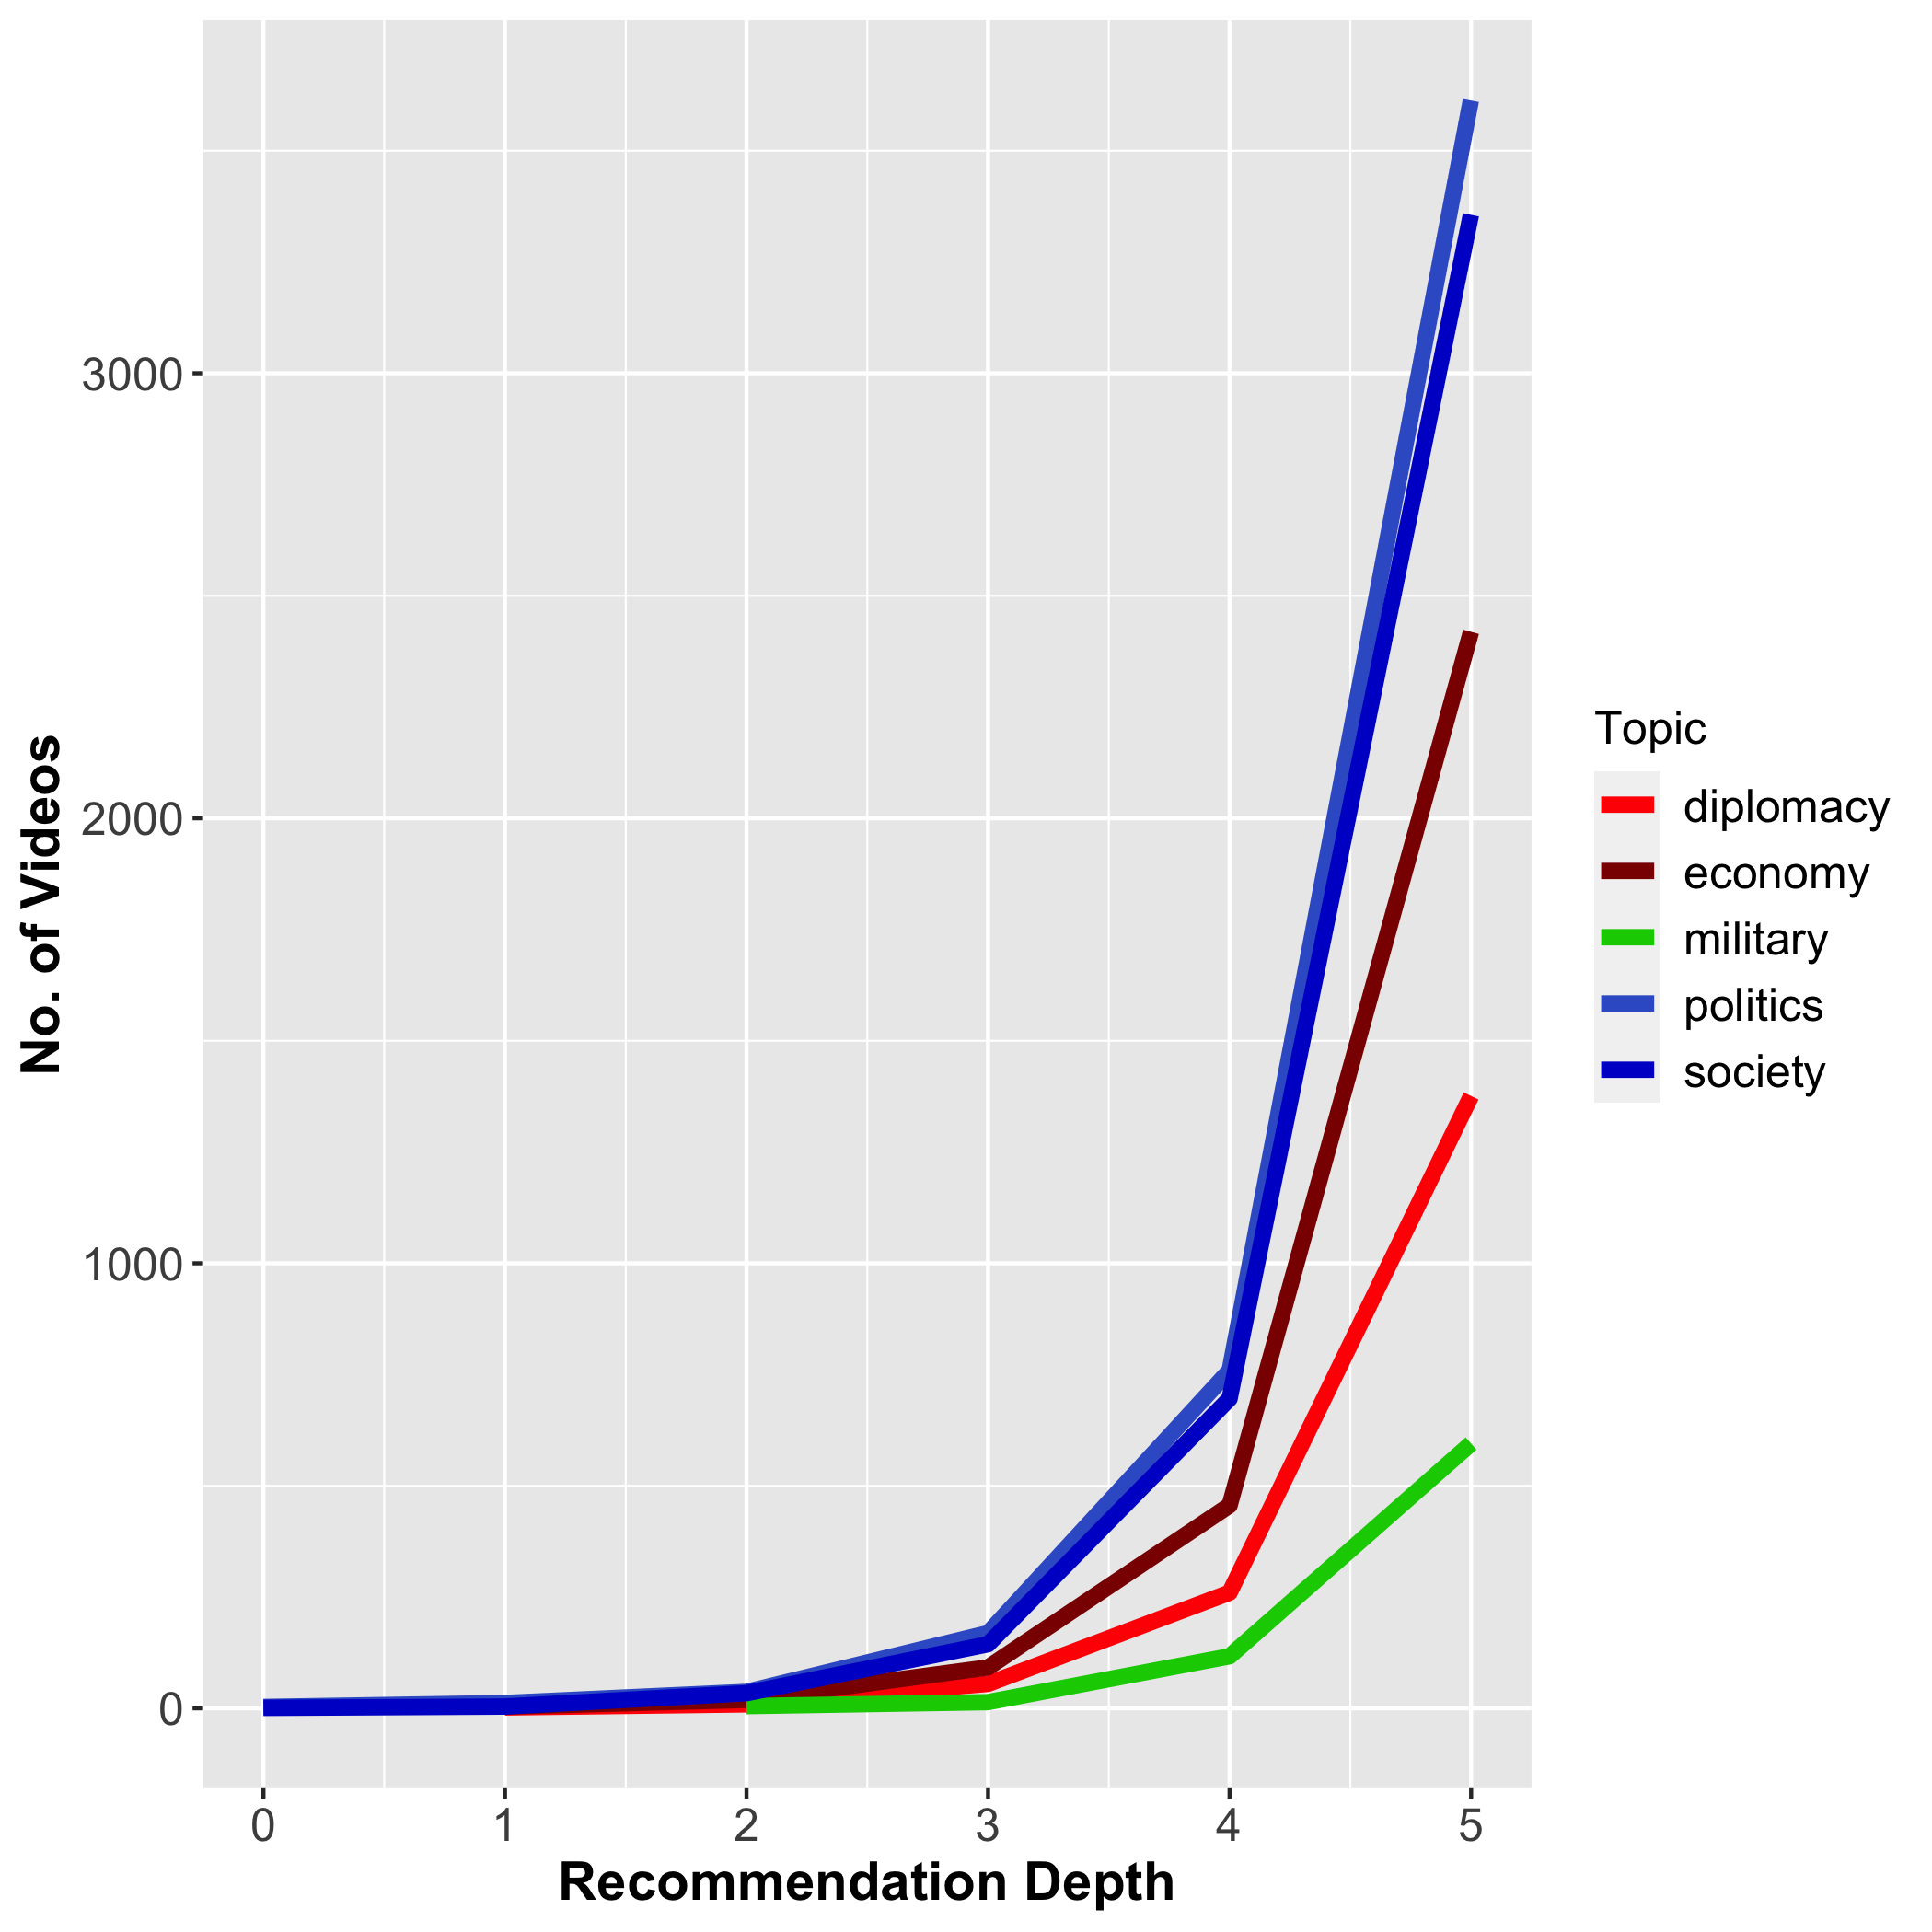 No. of Videos
3000
2000
1000
0
0 1 2 3 4 5
Recommendation Depth
Topic
diplomacy
economy
military
politics
society